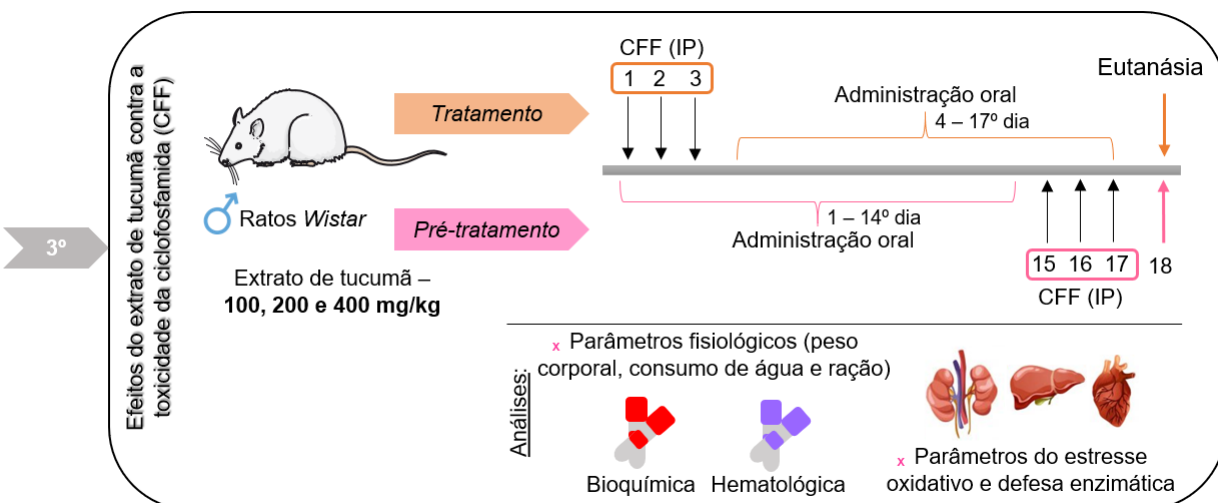 3º
Efeitos do extrato de tucumã contra a
toxicidade da ciclofosfamida (CFF)
Ratos Wistar
Extrato de tucumã –
100, 200 e 400 mg/kg
Tratamento
Pré-tratamento
CFF (IP)
1 2 3
Administração oral
4 – 17º dia
Eutanásia
1 – 14º dia
Administração oral
15 16 17 18
CFF (IP)
Análises:
x Parâmetros fisiológicos (peso
corporal, consumo de água e ração)
Bioquímica Hematológica
x Parâmetros do estresse
oxidativo e defesa enzimática